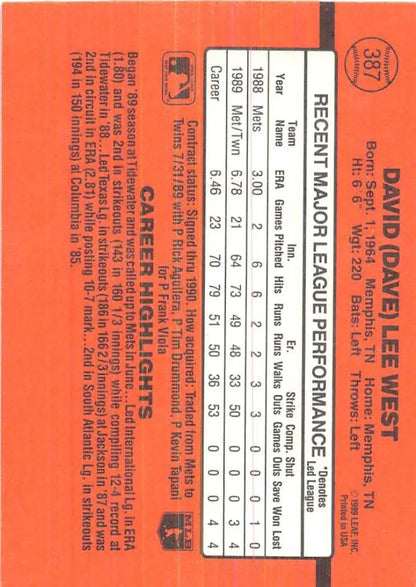 387
DAVID (DAVE) LEE WEST
Born: Sept. 1, 1964 Memphis, TN Home: Memphis, TN
Ht: 6' 6" Wgt: 220 Bats: Left Throws: Left
© 1989 LEAF, INC.
Printed in USA
RECENT MAJOR LEAGUE PERFORMANCE *Denotes Led League
Year Team Name ERA Games Inn. Pitched Hits Runs Er. Runs Walks Strike Outs Comp. Games Shut Outs Save Won Lost
1988 Mets 3.00 2 6 6 2 2 3 3 0 0 0 1 0
1989 Met/Twn 6.78 21 64 73 49 48 33 50 0 0 0 3 4
Career 6.46 23 70 79 51 50 36 53 0 0 0 4 4
Contract status: Signed thru 1990. How acquired: Traded from Mets to
Twins 7/31/89 with P Rick Aguilera, P Tim Drummond, P Kevin Tapani
for P Frank Viola
MLB
CAREER HIGHLIGHTS
Began '89 season at Tidewater and was called up to Mets in June... Led International Lg. in ERA
(1.80) and was 2nd in strikeouts (143 in 160 1/3 innings) while compiling 12-4 record at
Tidewater in '88... Led Texas Lg. in strikeouts (186 in 166 2/3 innings) at Jackson in '87 and was
2nd in circuit in ERA (2.81) while posting 10-7 mark... 2nd in South Atlantic Lg. in strikeouts
(194 in 150 innings) at Columbia in '85.